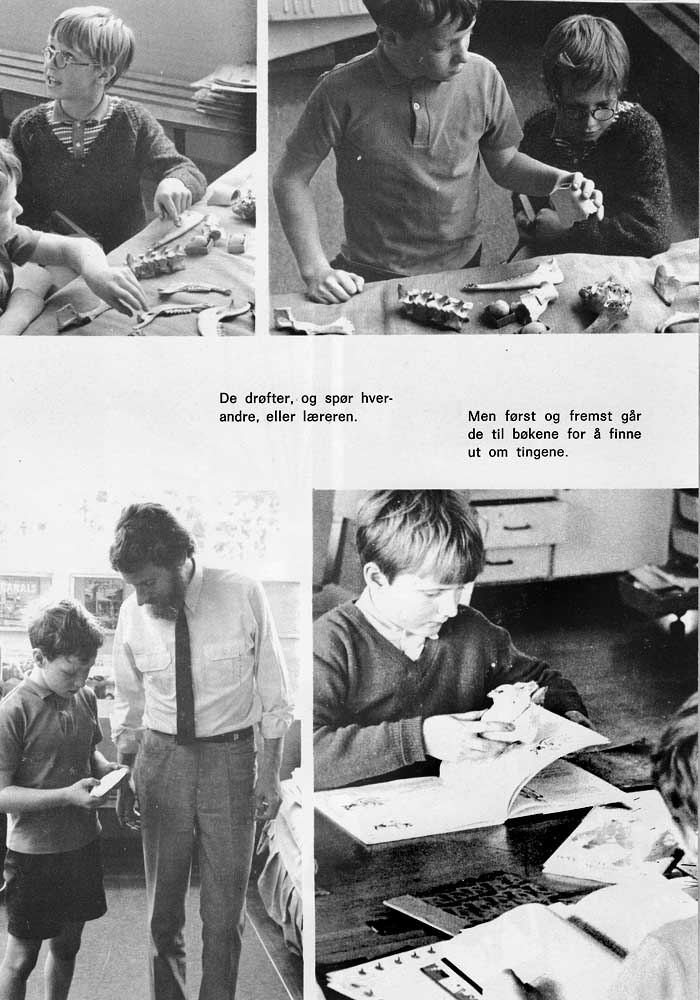 De drøfter, og spør hver-
andre, eller læreren.
Men først og fremst går
de til bøkene for å finne
ut om tingene.
CANALS